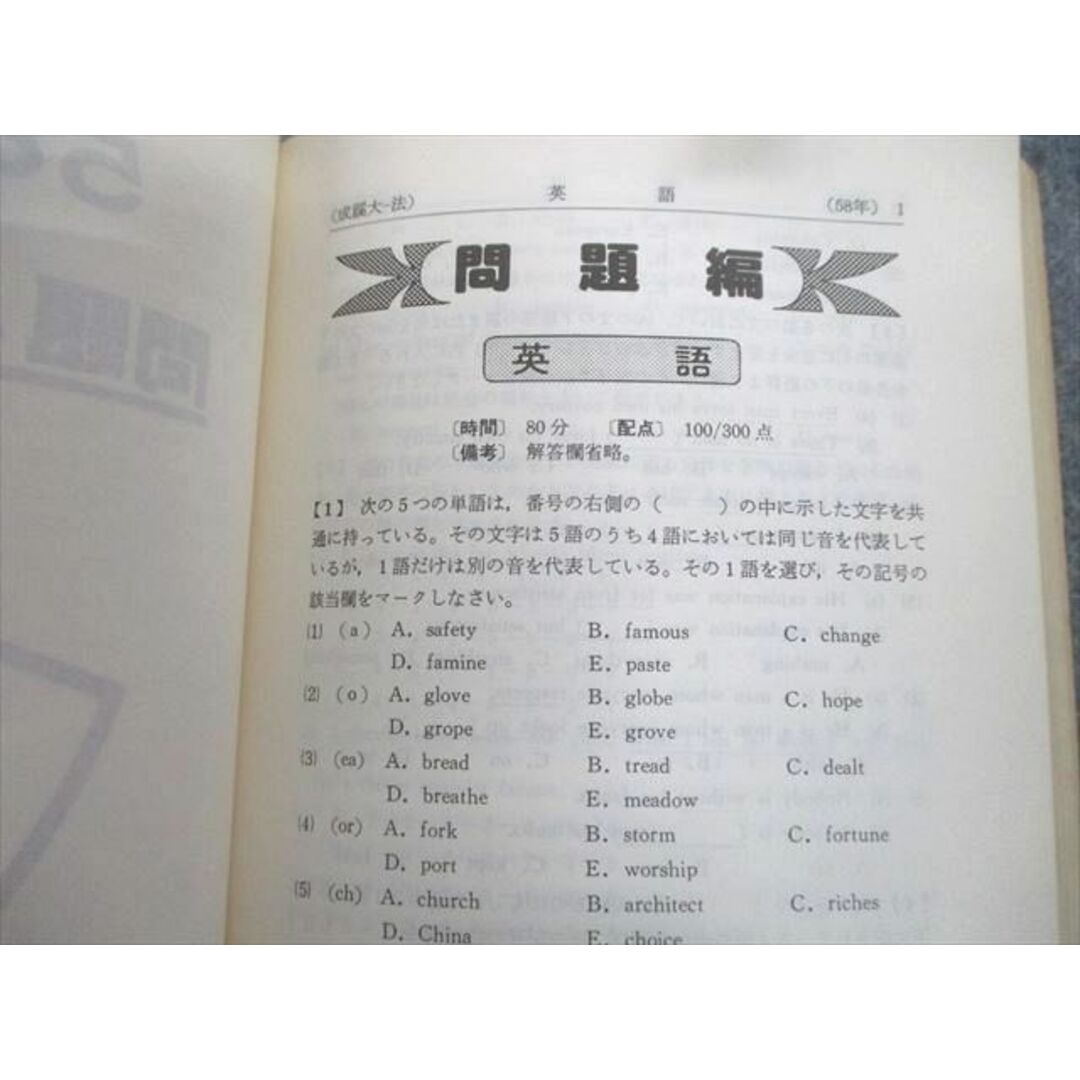 (成蹊大-法) 英 語 (58年) 1
問 題 編
英 語
〔時間〕 80分 〔配点〕 100/300点
〔備考〕 解答欄省略。
【1】 次の5つの単語は，番号の右側の（　　）の中に示した文字を共
通に持っている。その文字は5語のうち4語においては同じ音を代表して
いるが，1語だけは別の音を代表している。その1語を選び，その記号の
該当欄をマークしなさい。
(1) (a) A. safety B. famous C. change
D. famine E. paste
(2) (o) A. glove B. globe C. hope
D. grope E. grove
(3) (ea) A. bread B. tread C. dealt
D. breathe E. meadow
(4) (or) A. fork B. storm C. fortune
D. port E. worship
(5) (ch) A. church B. architect C. riches
D. China E. choice
問題